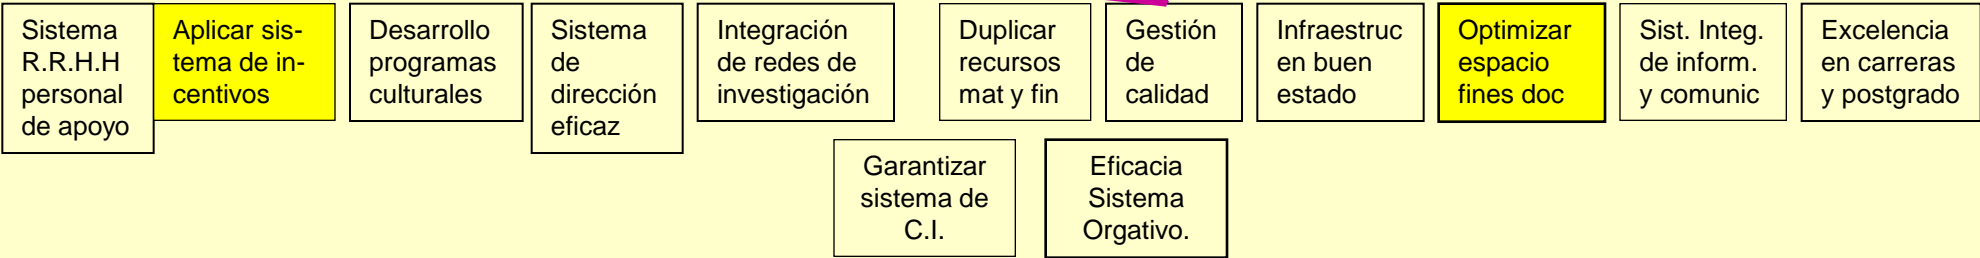 Sistema
R.R.H.H
personal
de apoyo
Aplicar sis-
tema de in-
centivos
Desarrollo
programas
culturales
Sistema
de
dirección
eficaz
Integración
de redes de
investigación
Duplicar
recursos
mat y fin
Gestión
de
calidad
Infraestruc
en buen
estado
Optimizar
espacio
fines doc
Sist. Integ.
de inform.
y comunic
Excelencia
en carreras
y postgrado
Garantizar
sistema de
C.I.
Eficacia
Sistema
Orgativo.